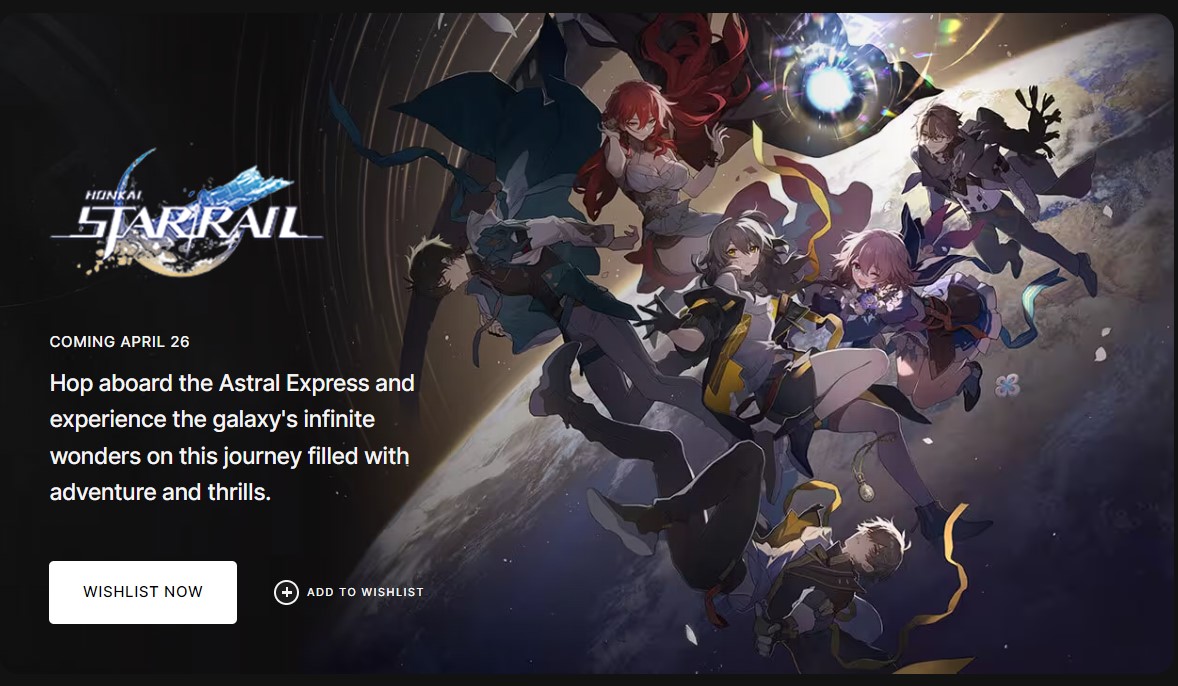 HONKAI
STAR RAIL
COMING APRIL 26
Hop aboard the Astral Express and
experience the galaxy's infinite
wonders on this journey filled with
adventure and thrills.
WISHLIST NOW
ADD TO WISHLIST